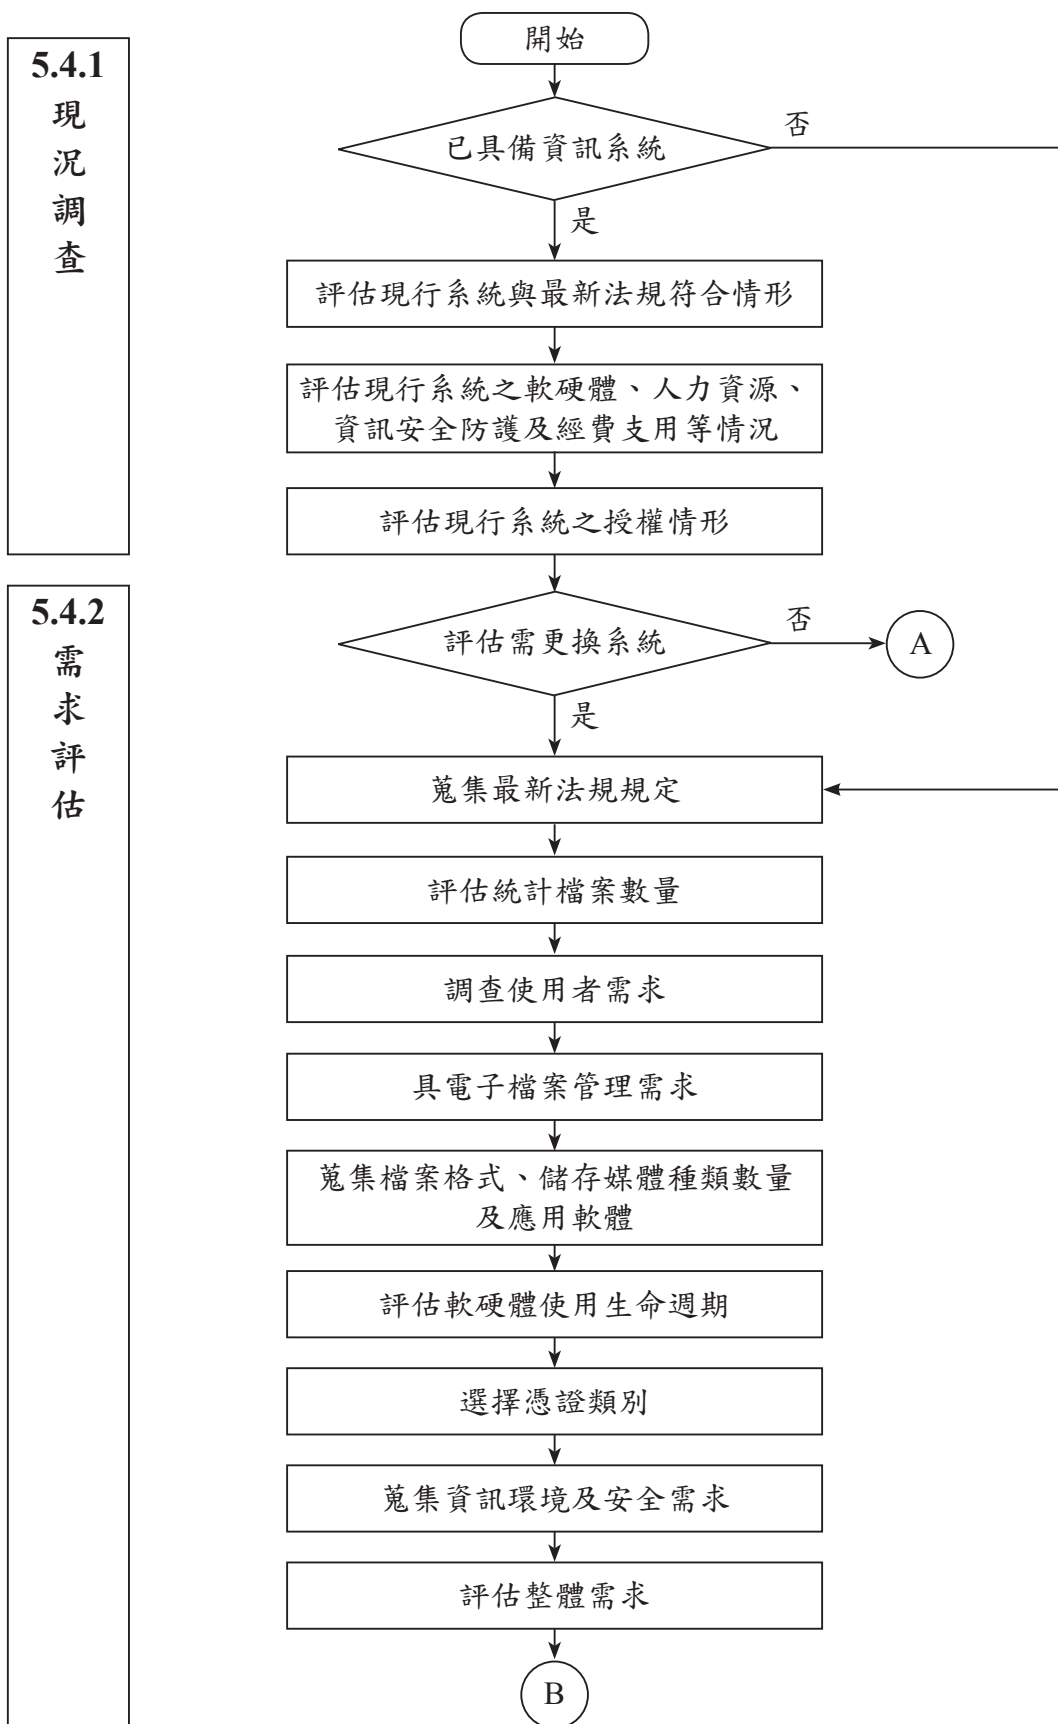 5.4.1
現
況
調
查
開始
已具備資訊系統
否
是
評估現行系統與最新法規符合情形
評估現行系統之軟硬體、人力資源、
資訊安全防護及經費支用等情況
評估現行系統之授權情形
5.4.2
需
求
評
估
評估需更換系統
否
A
是
蒐集最新法規規定
評估統計檔案數量
調查使用者需求
具電子檔案管理需求
蒐集檔案格式、儲存媒體種類數量
及應用軟體
評估軟硬體使用生命週期
選擇憑證類別
蒐集資訊環境及安全需求
評估整體需求
B